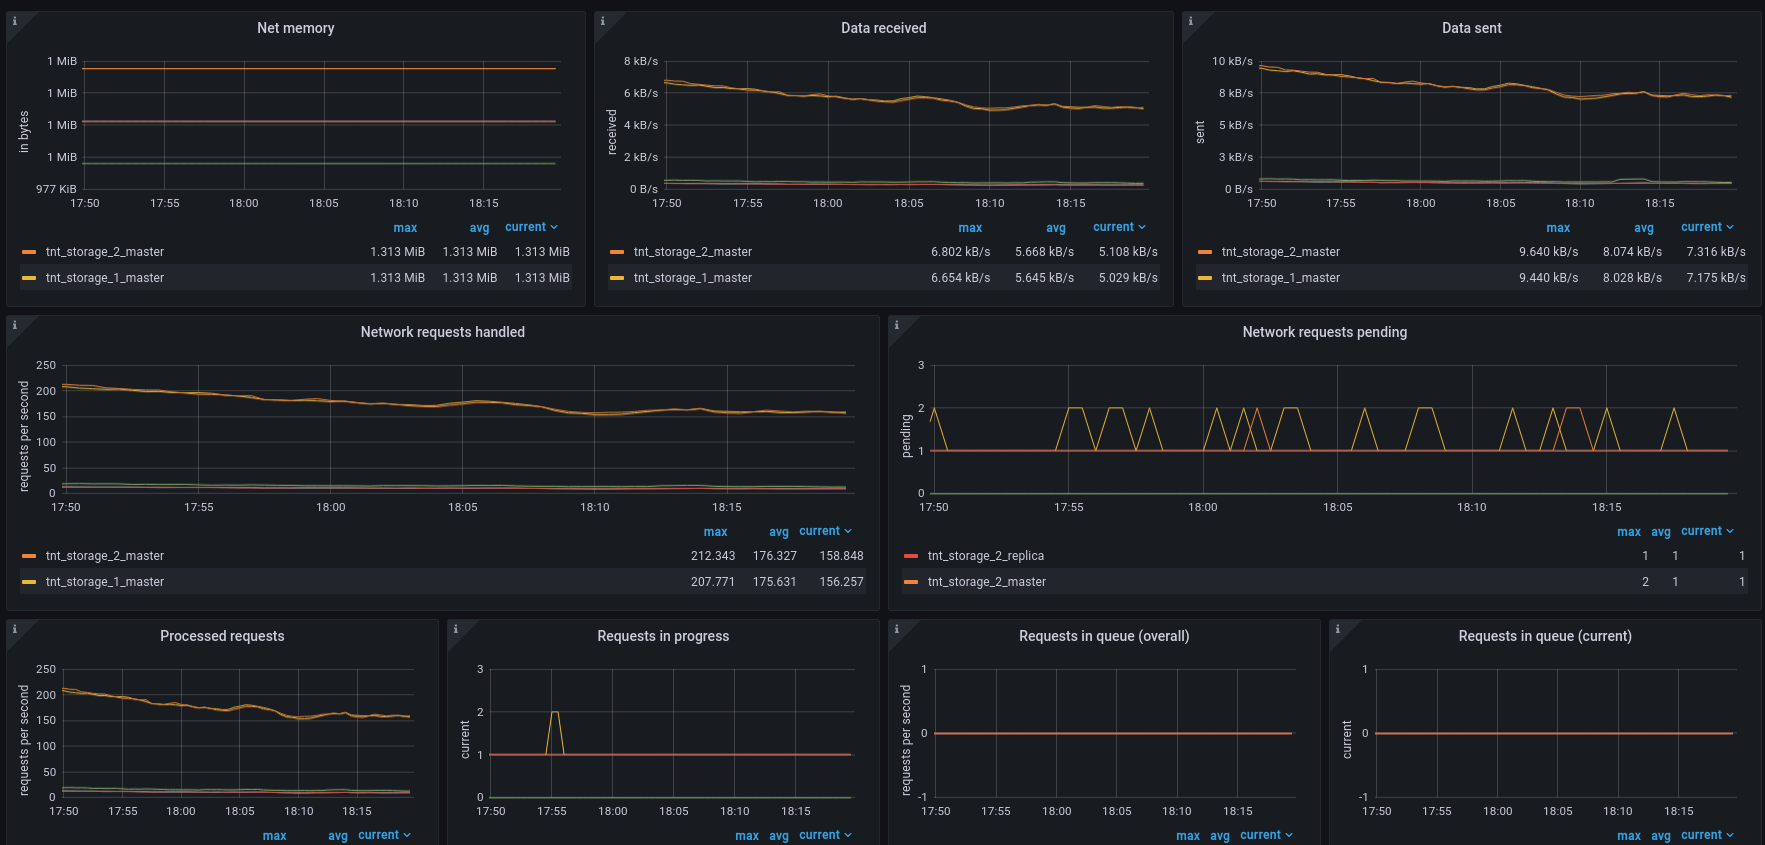 Net memory
1 MiB
1 MiB
1 MiB
1 MiB
977 KiB
in bytes
17:50 17:55 18:00 18:05 18:10 18:15
max avg current
tnt_storage_2_master 1.313 MiB 1.313 MiB 1.313 MiB
tnt_storage_1_master 1.313 MiB 1.313 MiB 1.313 MiB
Data received
8 kB/s
6 kB/s
4 kB/s
2 kB/s
0 B/s
received
17:50 17:55 18:00 18:05 18:10 18:15
max avg current
tnt_storage_2_master 6.802 kB/s 5.668 kB/s 5.108 kB/s
tnt_storage_1_master 6.654 kB/s 5.645 kB/s 5.029 kB/s
Data sent
10 kB/s
8 kB/s
5 kB/s
3 kB/s
0 B/s
sent
17:50 17:55 18:00 18:05 18:10 18:15
max avg current
tnt_storage_2_master 9.640 kB/s 8.074 kB/s 7.316 kB/s
tnt_storage_1_master 9.440 kB/s 8.028 kB/s 7.175 kB/s
Network requests handled
250
200
150
100
50
0
requests per second
17:50 17:55 18:00 18:05 18:10 18:15
max avg current
tnt_storage_2_master 212.343 176.327 158.848
tnt_storage_1_master 207.771 175.631 156.257
Network requests pending
3
2
1
0
pending
17:50 17:55 18:00 18:05 18:10 18:15
max avg current
tnt_storage_2_replica 1 1 1
tnt_storage_2_master 2 1 1
Processed requests
250
200
150
100
50
0
requests per second
17:50 17:55 18:00 18:05 18:10 18:15
max avg current
Requests in progress
3
2
1
0
current
17:50 17:55 18:00 18:05 18:10 18:15
max avg current
Requests in queue (overall)
1
0
-1
requests per second
17:50 17:55 18:00 18:05 18:10 18:15
max avg current
Requests in queue (current)
1
0
-1
current
17:50 17:55 18:00 18:05 18:10 18:15
max avg current